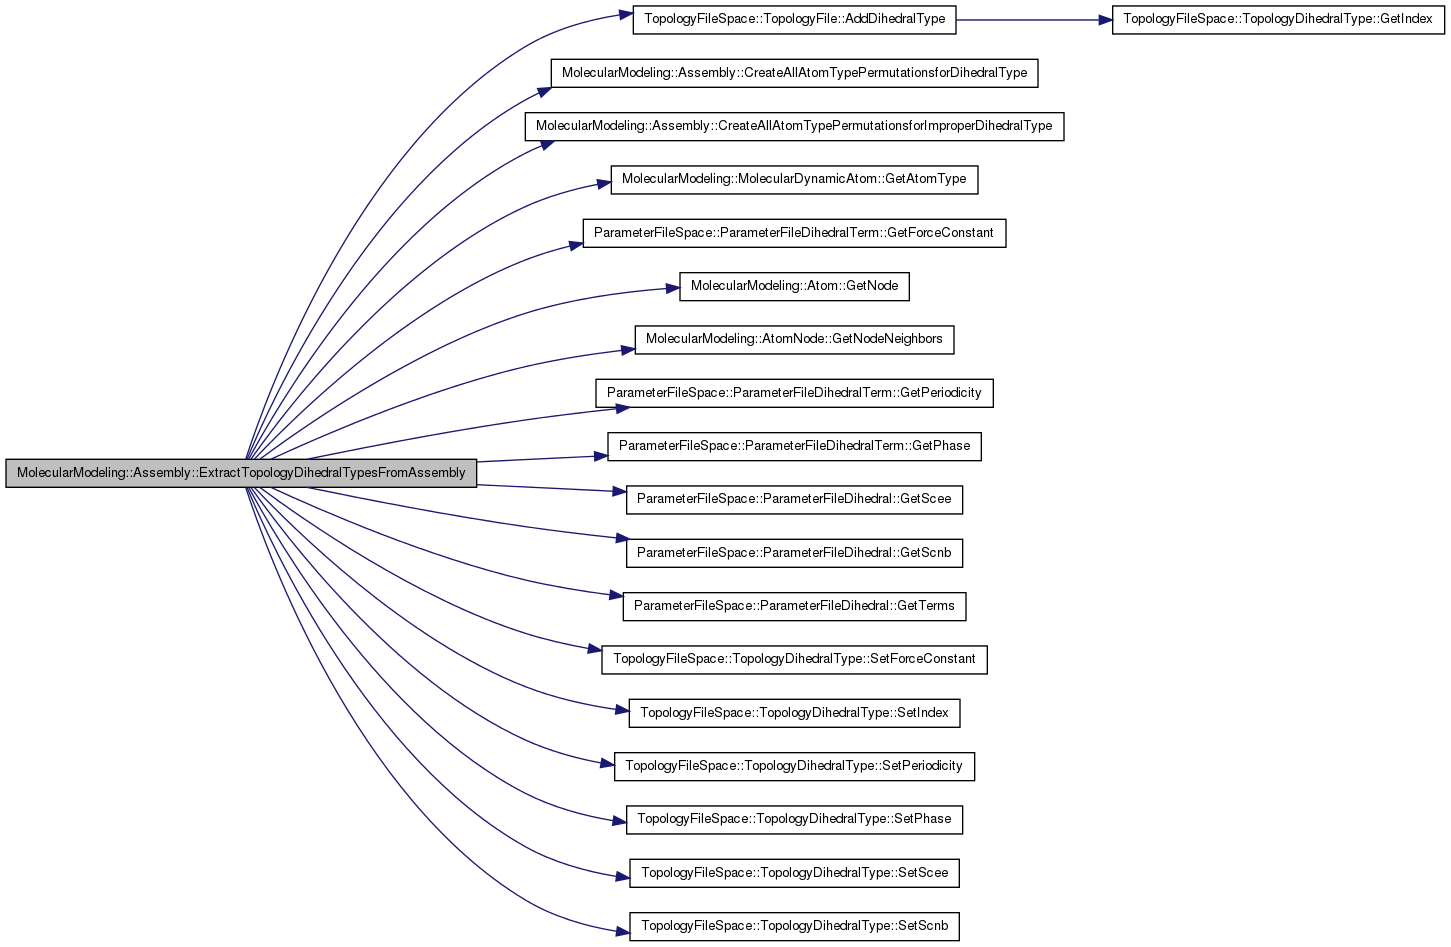 TopologyFileSpace::TopologyFile::AddDihedralType
TopologyFileSpace::TopologyDihedralType::GetIndex
MolecularModeling::Assembly::CreateAllAtomTypePermutationsforDihedralType
MolecularModeling::Assembly::CreateAllAtomTypePermutationsforImproperDihedralType
MolecularModeling::MolecularDynamicAtom::GetAtomType
ParameterFileSpace::ParameterFileDihedralTerm::GetForceConstant
MolecularModeling::Atom::GetNode
MolecularModeling::AtomNode::GetNodeNeighbors
ParameterFileSpace::ParameterFileDihedralTerm::GetPeriodicity
ParameterFileSpace::ParameterFileDihedralTerm::GetPhase
MolecularModeling::Assembly::ExtractTopologyDihedralTypesFromAssembly
ParameterFileSpace::ParameterFileDihedral::GetScee
ParameterFileSpace::ParameterFileDihedral::GetScnb
ParameterFileSpace::ParameterFileDihedral::GetTerms
TopologyFileSpace::TopologyDihedralType::SetForceConstant
TopologyFileSpace::TopologyDihedralType::SetIndex
TopologyFileSpace::TopologyDihedralType::SetPeriodicity
TopologyFileSpace::TopologyDihedralType::SetPhase
TopologyFileSpace::TopologyDihedralType::SetScee
TopologyFileSpace::TopologyDihedralType::SetScnb